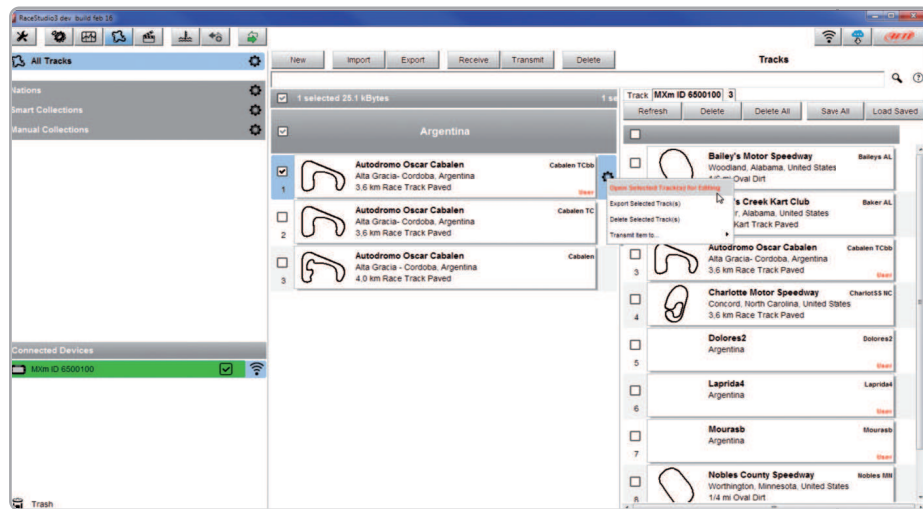 RaceStudio3 dev build feb 16
All Tracks
Nations
Smart Collections
Manual Collections
Connected Devices
MXm ID 6500100
Trash
New Import Export Receive Transmit Delete
1 selected 25.1 kBytes
Argentina
Autodromo Oscar Cabalen Cabalen TCbb
Alta Gracia- Cordoba, Argentina
3,6 km Race Track Paved
User
1
Autodromo Oscar Cabalen Cabalen TC
Alta Gracia- Cordoba, Argentina
3,6 km Race Track Paved
2
Autodromo Oscar Cabalen Cabalen
Alta Gracia - Cordoba, Argentina
4,0 km Race Track Paved
3
Open Selected Track(s) for Editing
Export Selected Track(s)
Delete Selected Track(s)
Transmit item to...
Tracks
Track MXm ID 6500100 3
Refresh Delete Delete All Save All Load Saved
Bailey's Motor Speedway Baileys AL
Woodland, Alabama, United States
Oval Dirt
's Creek Kart Club Baker AL
r, Alabama, United States
Kart Track Paved
Autodromo Oscar Cabalen Cabalen TCbb
Alta Gracia- Cordoba, Argentina
3,6 km Race Track Paved
User
3
Charlotte Motor Speedway CharlotSS NC
Concord, North Carolina, United States
3,6 km Race Track Paved
4
Dolores2 Dolores2
Argentina
User
5
Laprida4 Laprida4
Argentina
User
6
Mourasb Mourasb
Argentina
User
7
Nobles County Speedway Nobles MN
Worthington, Minnesota, United States
1/4 mi Oval Dirt
8